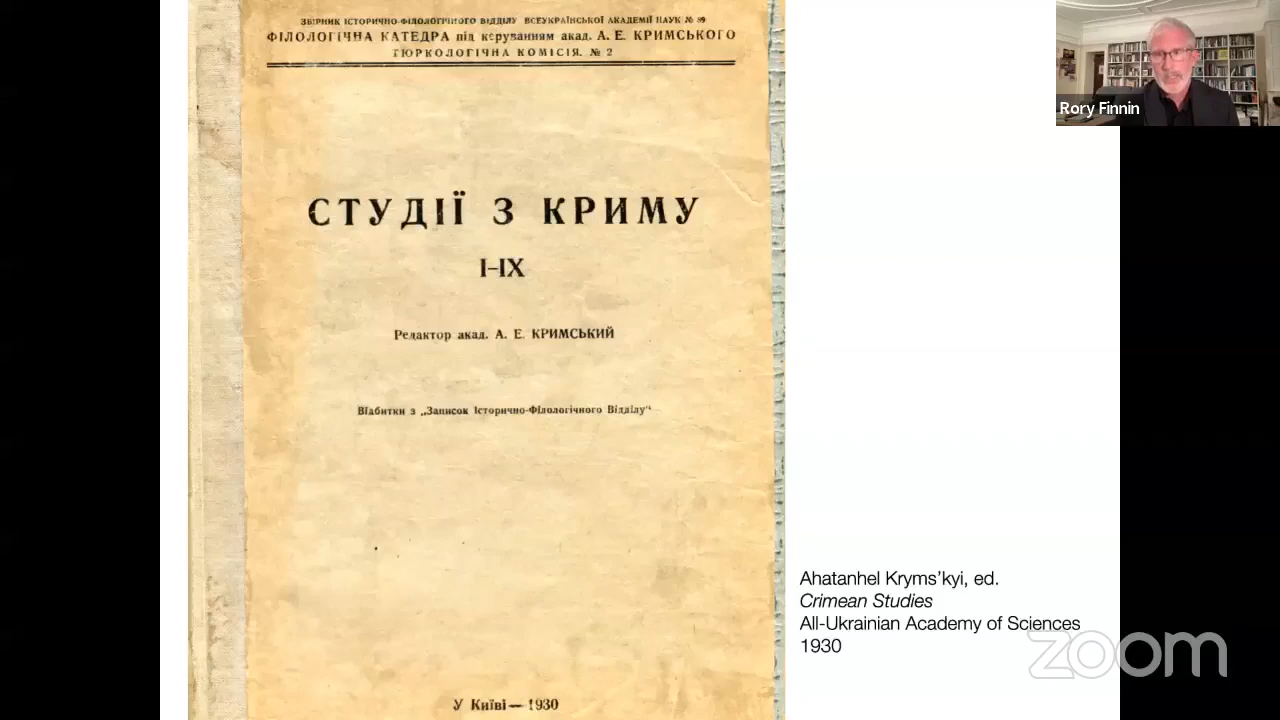 ЗБІРНИК ІСТОРИЧНО-ФІЛОЛОГІЧНОГО ВІДДІЛУ ВСЕУКРАЇНСЬКОЇ АКАДЕМІЇ НАУК № 89
ФІЛОЛОГІЧНА КАТЕДРА під керуванням акад. А. Е. КРИМСЬКОГО
ТЮРКОЛОГІЧНА КОМІСІЯ. № 2
СТУДІЇ З КРИМУ
I–IX
Редактор акад. А. Е. КРИМСЬКИЙ
Відбитки з „Записок Історично-Філологічного Відділу“
У Київі — 1930
Rory Finnin
Ahatanhel Kryms’kyi, ed.
Crimean Studies
All-Ukrainian Academy of Sciences
1930
zoom